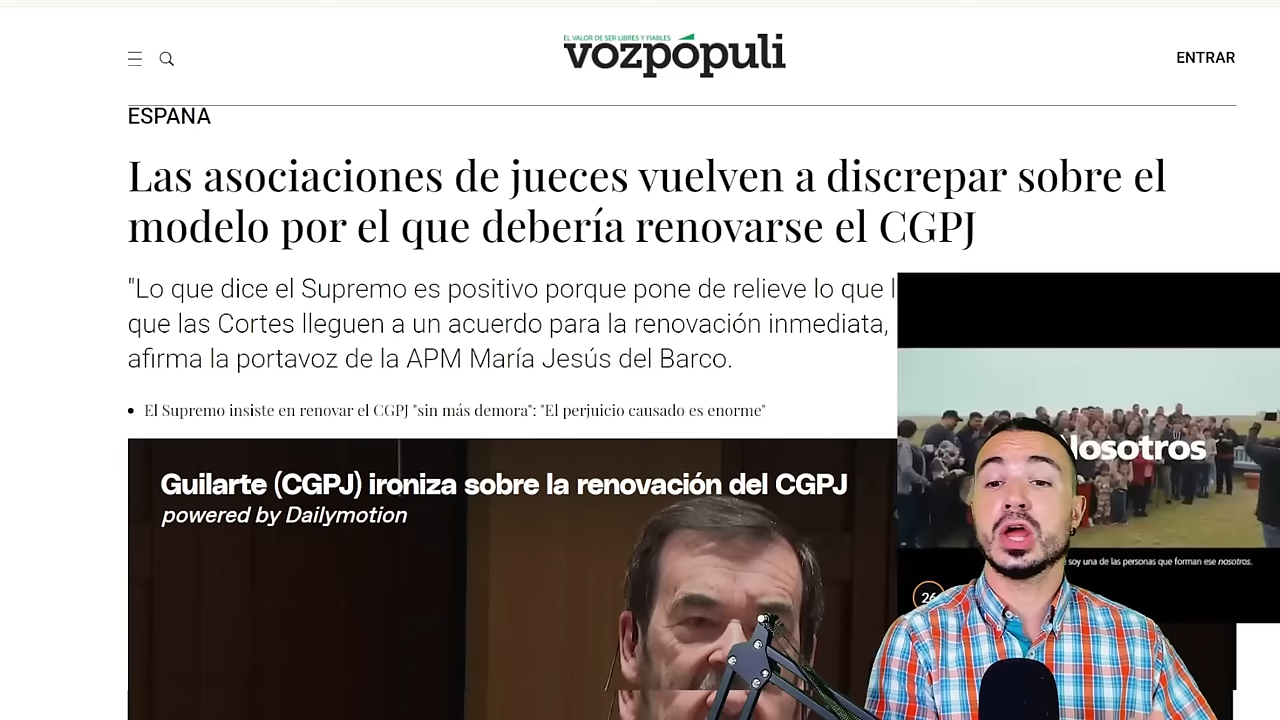 EL VALOR DE SER LIBRES Y FIABLES
vozpópuli
ENTRAR
ESPAÑA
Las asociaciones de jueces vuelven a discrepar sobre el
modelo por el que debería renovarse el CGPJ
"Lo que dice el Supremo es positivo porque pone de relieve lo que
que las Cortes lleguen a un acuerdo para la renovación inmediata,
afirma la portavoz de la APM María Jesús del Barco.
El Supremo insiste en renovar el CGPJ "sin más demora": "El perjuicio causado es enorme"
Guilarte (CGPJ) ironiza sobre la renovación del CGPJ
powered by Dailymotion
Nosotros
soy una de las personas que forman ese nosotros.
26